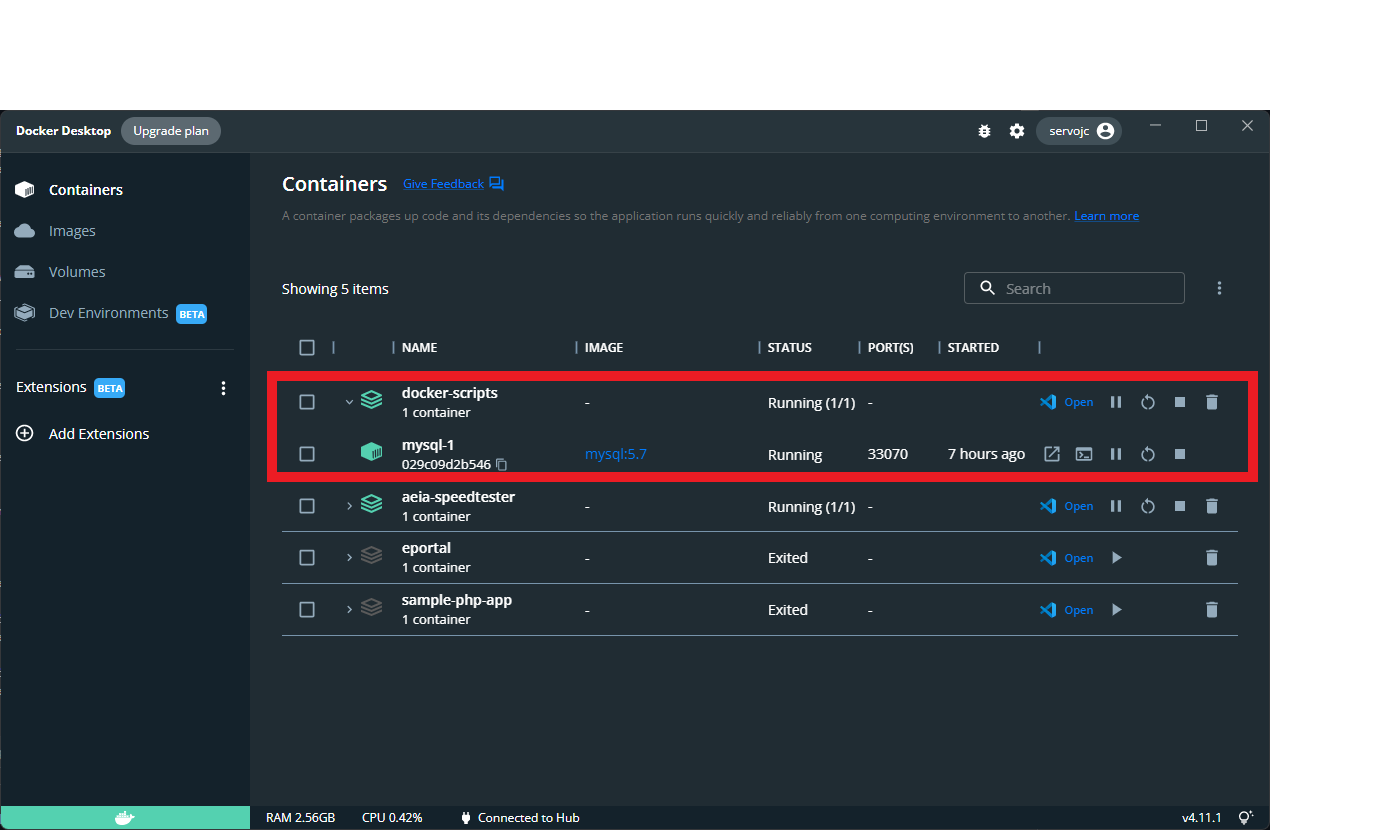 Docker Desktop Upgrade plan servojc
Containers
Images
Volumes
Dev Environments BETA
Extensions BETA
Add Extensions
Containers Give Feedback
A container packages up code and its dependencies so the application runs quickly and reliably from one computing environment to another. Learn more
Showing 5 items Search
NAME IMAGE STATUS PORT(S) STARTED
docker-scripts
1 container - Running (1/1) - Open
mysql-1
029c09d2b546 mysql:5.7 Running 33070 7 hours ago
aeia-speedtester
1 container - Running (1/1) - Open
eportal
1 container - Exited - Open
sample-php-app
1 container - Exited - Open
RAM 2.56GB CPU 0.42% Connected to Hub v4.11.1